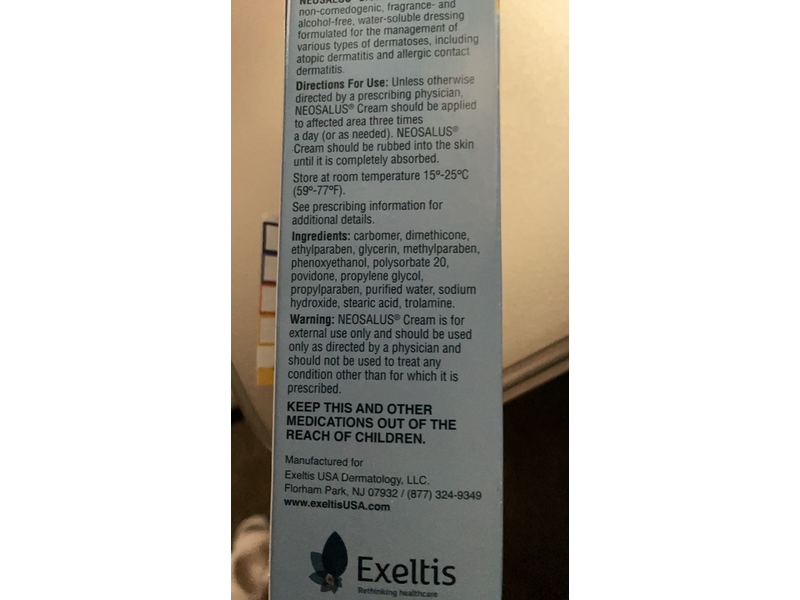 non-comedogenic, fragrance- and
alcohol-free, water-soluble dressing
formulated for the management of
various types of dermatoses, including
atopic dermatitis and allergic contact
dermatitis.
Directions For Use: Unless otherwise
directed by a prescribing physician,
NEOSALUS® Cream should be applied
to affected area three times
a day (or as needed). NEOSALUS®
Cream should be rubbed into the skin
until it is completely absorbed.
Store at room temperature 15º-25ºC
(59º-77ºF).
See prescribing information for
additional details.
Ingredients: carbomer, dimethicone,
ethylparaben, glycerin, methylparaben,
phenoxyethanol, polysorbate 20,
povidone, propylene glycol,
propylparaben, purified water, sodium
hydroxide, stearic acid, trolamine.
Warning: NEOSALUS® Cream is for
external use only and should be used
only as directed by a physician and
should not be used to treat any
condition other than for which it is
prescribed.
KEEP THIS AND OTHER
MEDICATIONS OUT OF THE
REACH OF CHILDREN.
Manufactured for
Exeltis USA Dermatology, LLC.
Florham Park, NJ 07932 / (877) 324-9349
www.exeltisUSA.com
Exeltis
Rethinking healthcare